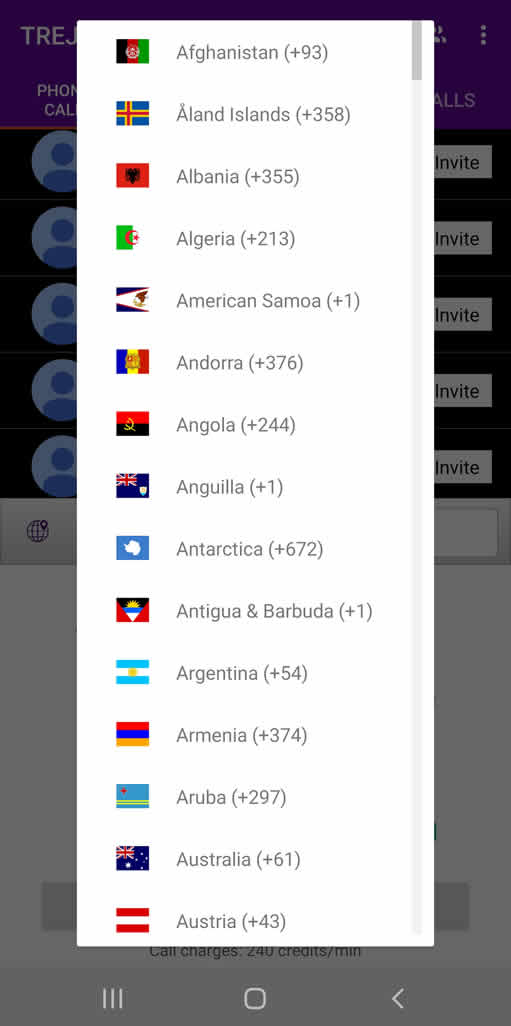 TREJ
PHON
CAL
ALLS
Afghanistan (+93)
Åland Islands (+358)
Albania (+355)
Invite
Algeria (+213)
Invite
American Samoa (+1)
Invite
Andorra (+376)
Invite
Angola (+244)
Invite
Anguilla (+1)
Antarctica (+672)
Antigua & Barbuda (+1)
Argentina (+54)
Armenia (+374)
Aruba (+297)
Australia (+61)
Austria (+43)
Call charges: 240 credits/min